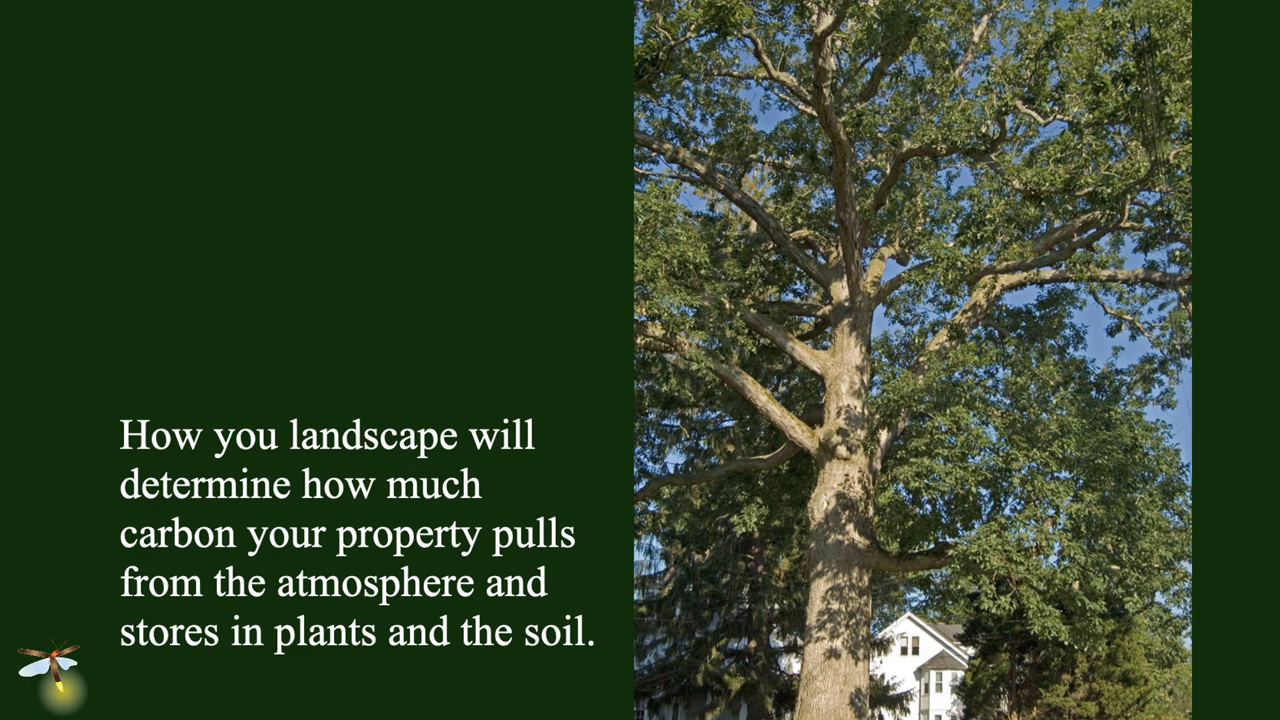 How you landscape will
determine how much
carbon your property pulls
from the atmosphere and
stores in plants and the soil.